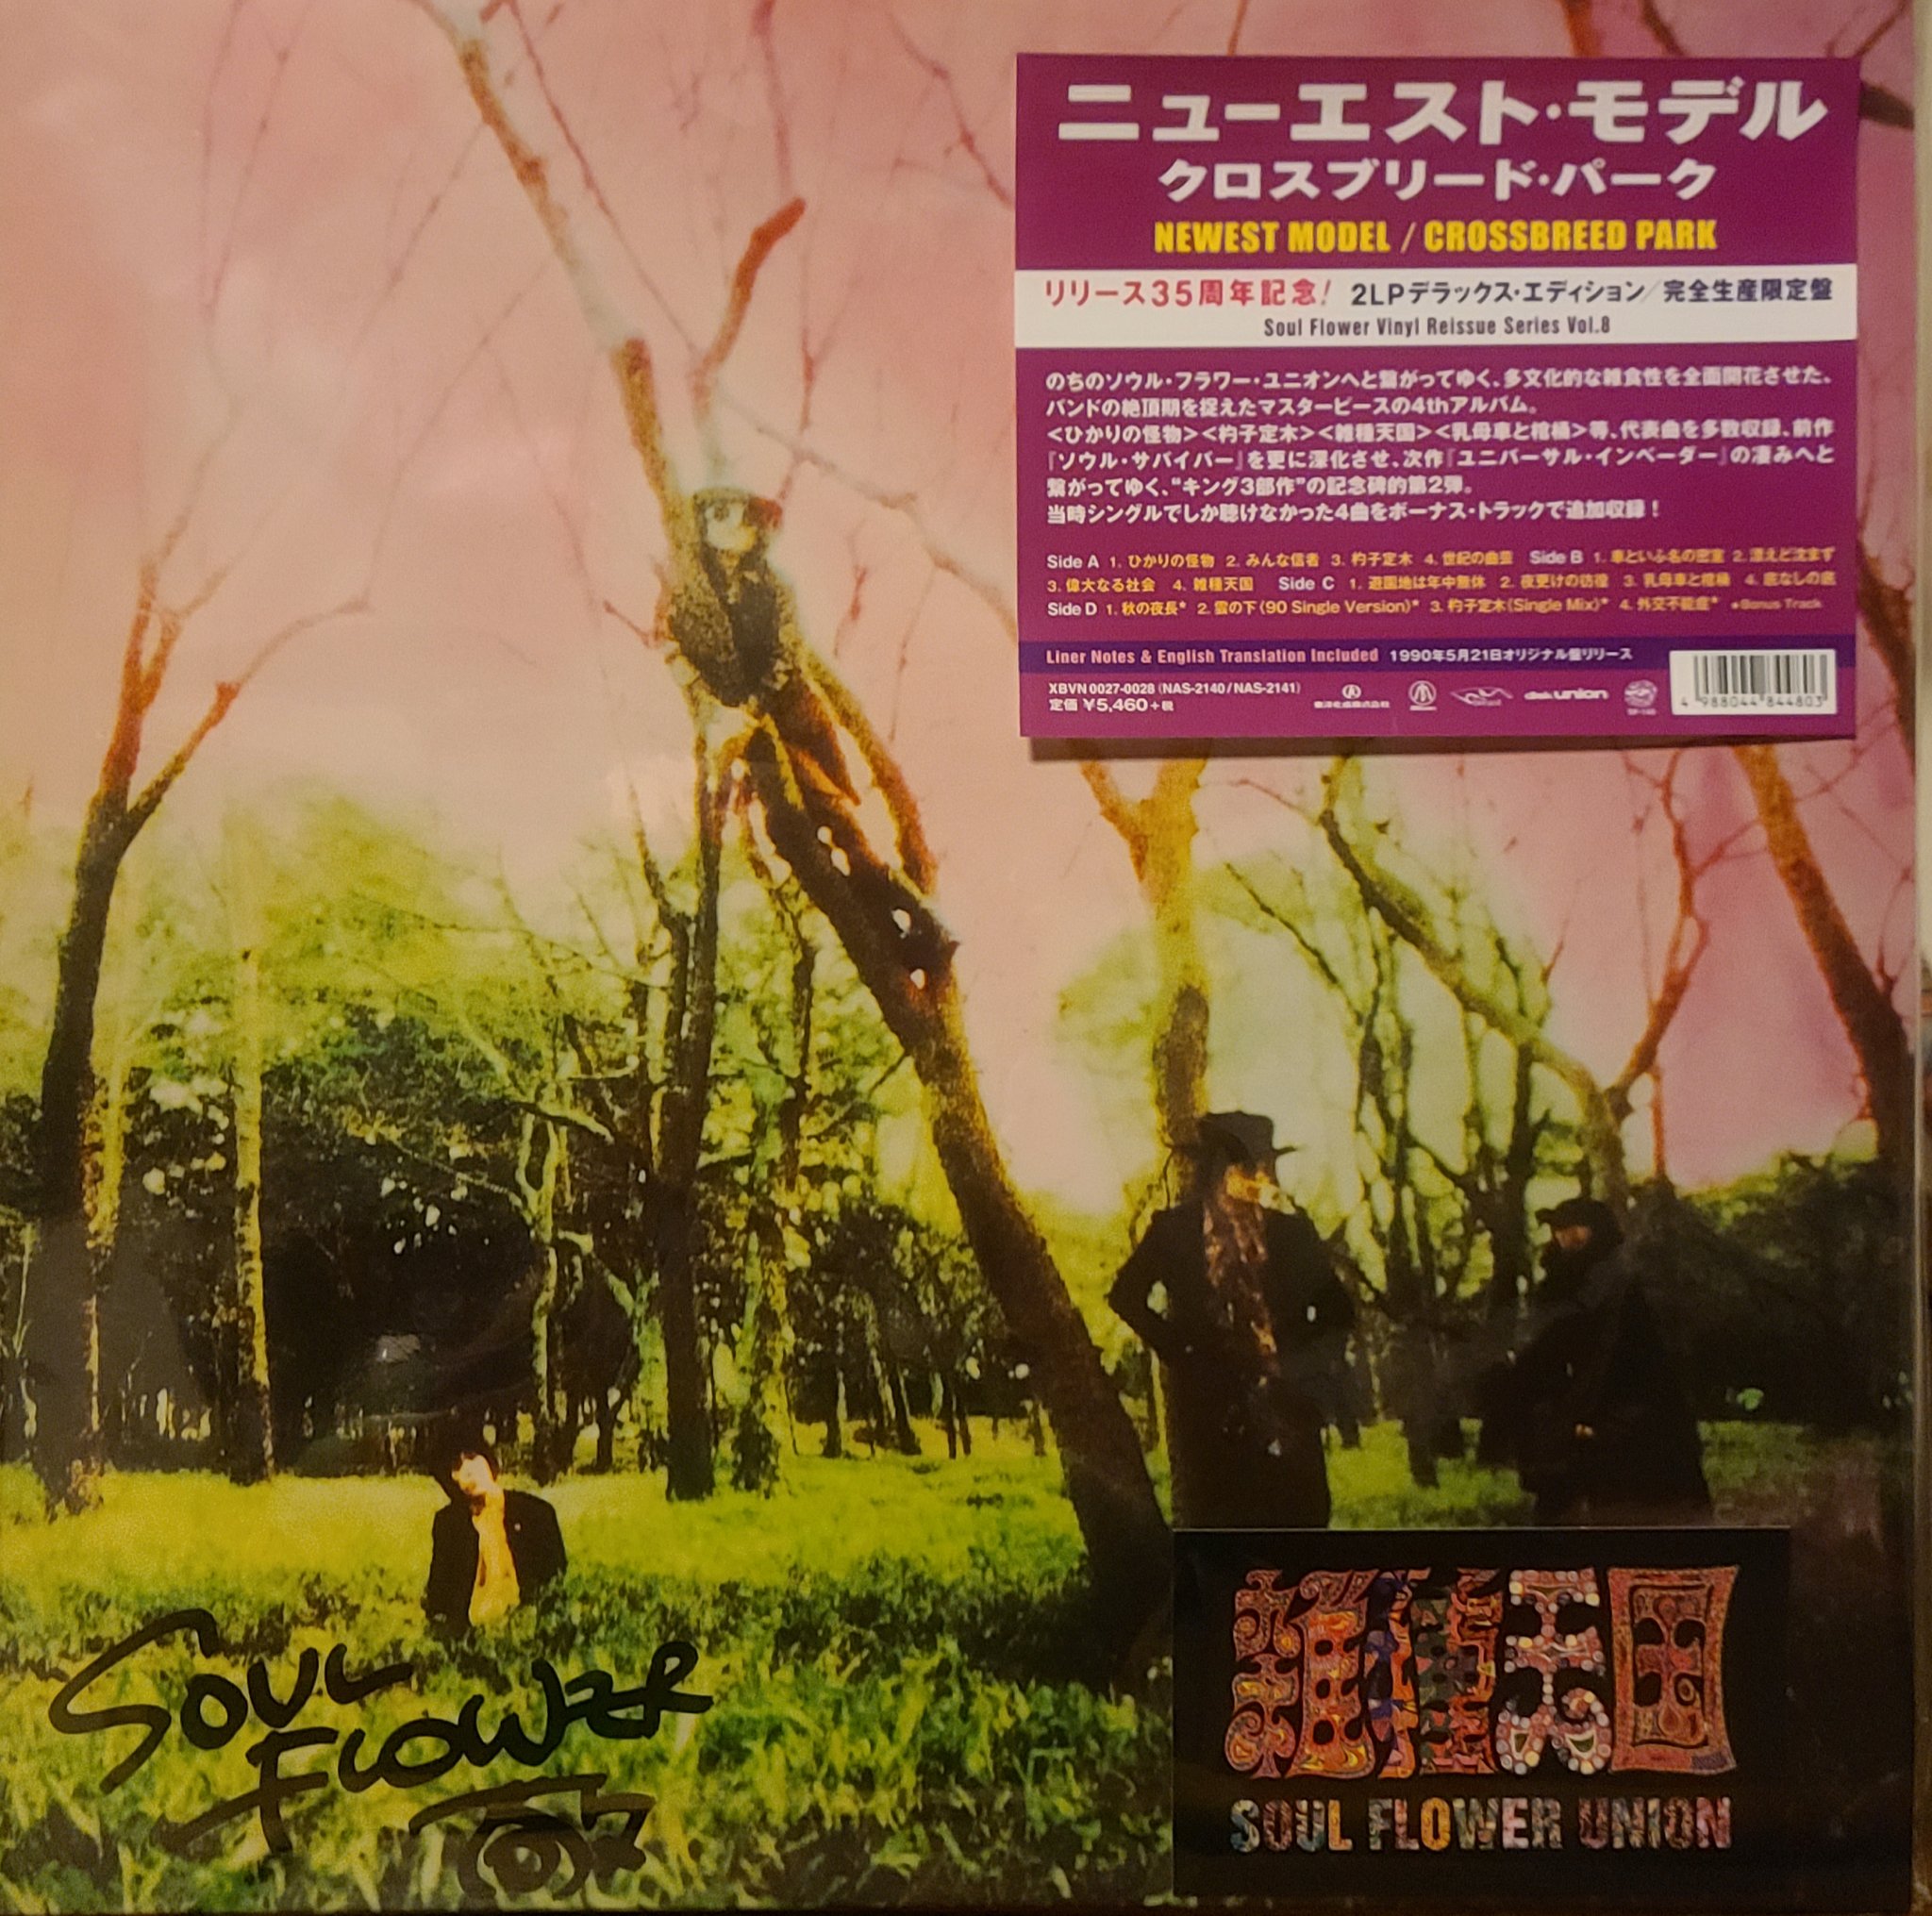 ニューエスト・モデル
クロスブリード・パーク
NEWEST MODEL / CROSSBREED PARK
リリース35周年記念! 2LPデラックス・エディション/完全生産限定盤
Soul Flower Vinyl Reissue Series Vol.8
のちのソウル・フラワー・ユニオンへと繋がってゆく、多文化的な雑食性を全面開花させた、
バンドの絶頂期を捉えたマスターピースの4thアルバム。
<ひかりの怪物><杓子定木><雑種天国><乳母車と棺桶>等、代表曲を多数収録、前作
『ソウル・サバイバー』を更に深化させ、次作『ユニバーサル・インベーダー』の凄みへと
繋がってゆく、“キング3部作”の記念碑的第2弾。
当時シングルでしか聴けなかった4曲をボーナス・トラックで追加収録!
Side A 1. ひかりの怪物 2. みんな信者 3. 杓子定木 4. 世紀の曲芸 Side B 1. 車といふ名の密室 2. 漂えど沈まず
3. 偉大なる社会 4. 雑種天国 Side C 1. 遊園地は年中無休 2. 夜更けの彷徨 3. 乳母車と棺桶 4. 底なしの底
Side D 1. 秋の夜長* 2. 雲の下(90 Single Version)* 3. 杓子定木(Single Mix)* 4. 外交不能症* *Bonus Track
Liner Notes & English Translation Included 1990年5月21日オリジナル盤リリース
XBVN 0027-0028 (NAS-2140/NAS-2141)
定価 ¥5,460+税
東洋化成株式会社
diskunion
4 988044 844803
SOUL
FLOWER
雑種天国
SOUL FLOWER UNION